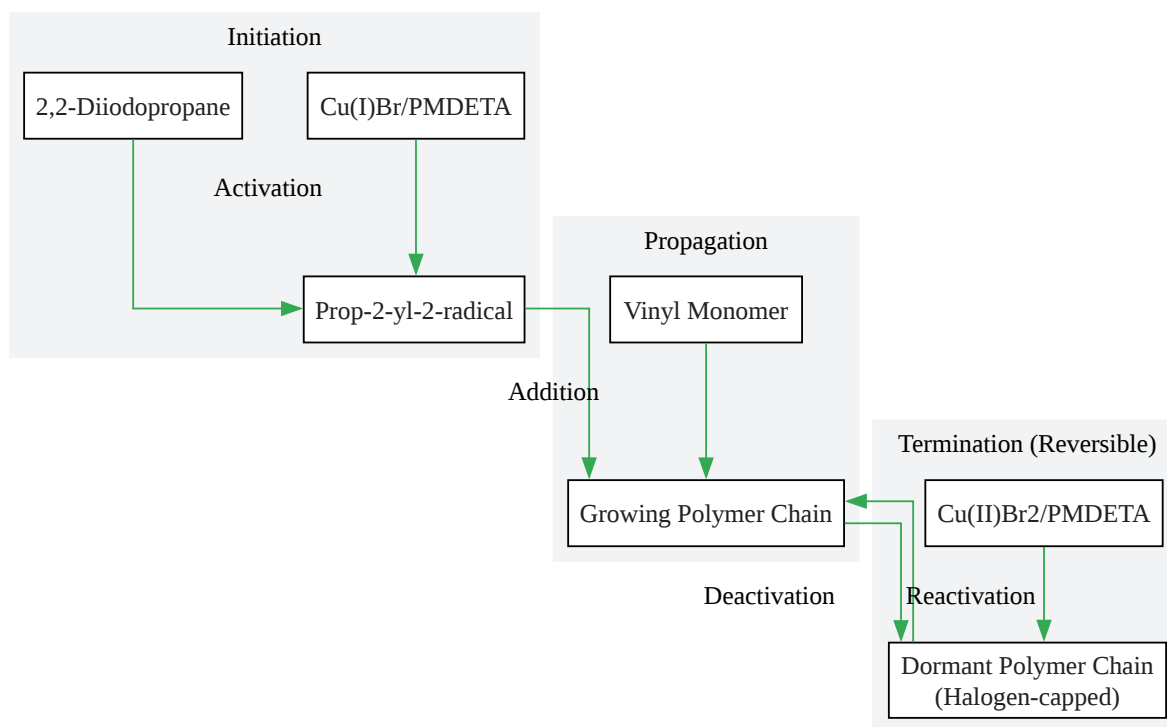 Initiation
2,2-Diiodopropane
Cu(I)Br/PMDETA
Activation
Prop-2-yl-2-radical
Propagation
Vinyl Monomer
Addition
Growing Polymer Chain
Termination (Reversible)
Cu(II)Br2/PMDETA
Deactivation
Reactivation
Dormant Polymer Chain
(Halogen-capped)